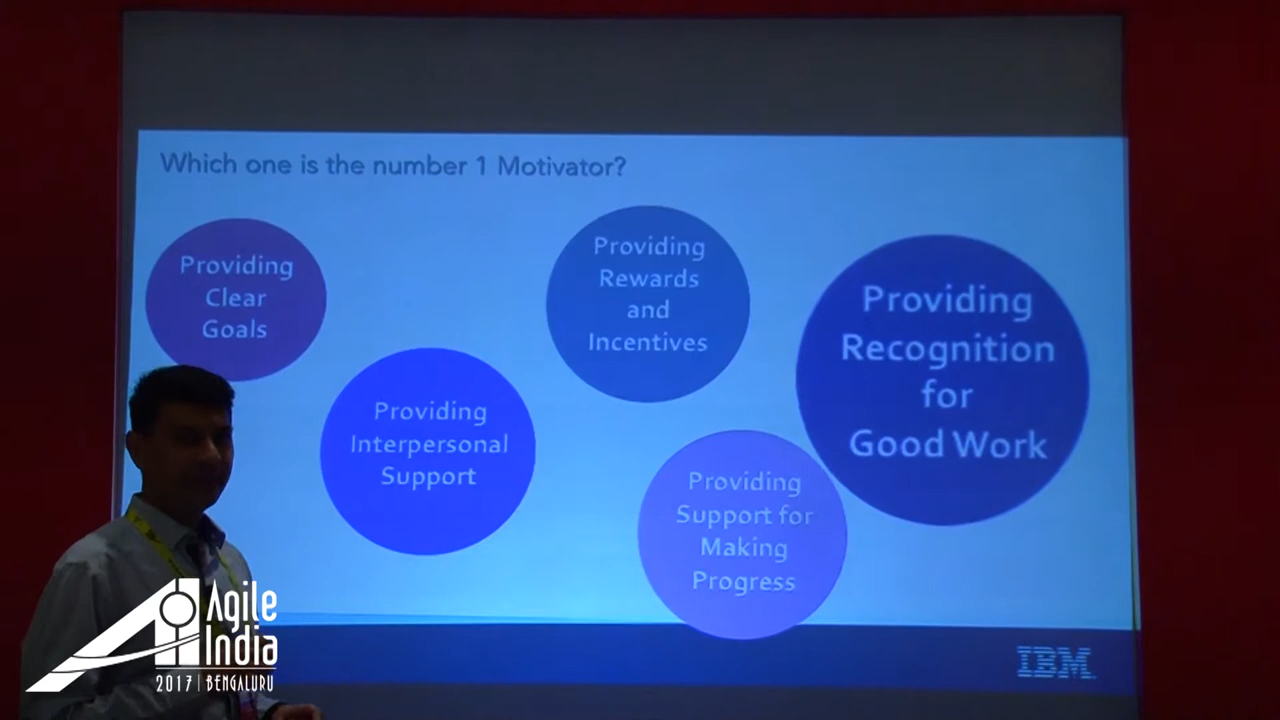 Which one is the number 1 Motivator?
Providing
Clear
Goals
Providing
Interpersonal
Support
Providing
Rewards
and
Incentives
Providing
Support for
Making
Progress
Providing
Recognition
for
Good Work
IBM
Agile
India
2017 | BENGALURU